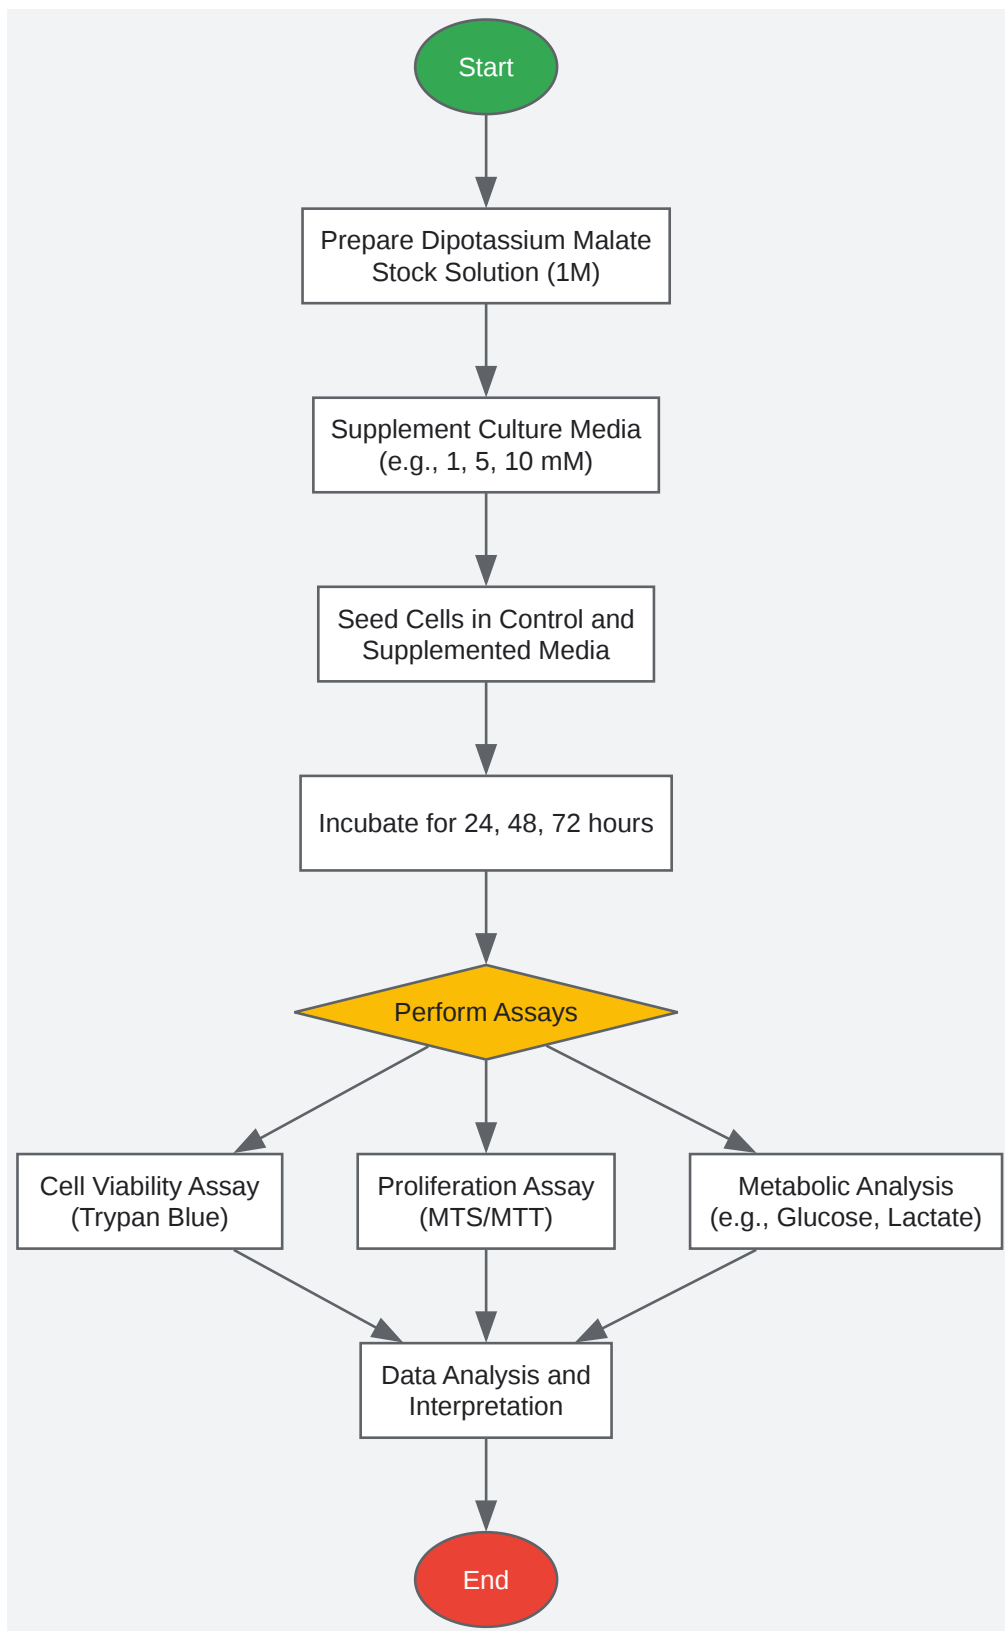 Start
Prepare Dipotassium Malate
Stock Solution (1M)
Supplement Culture Media
(e.g., 1, 5, 10 mM)
Seed Cells in Control and
Supplemented Media
Incubate for 24, 48, 72 hours
Perform Assays
Cell Viability Assay
(Trypan Blue)
Proliferation Assay
(MTS/MTT)
Metabolic Analysis
(e.g., Glucose, Lactate)
Data Analysis and
Interpretation
End